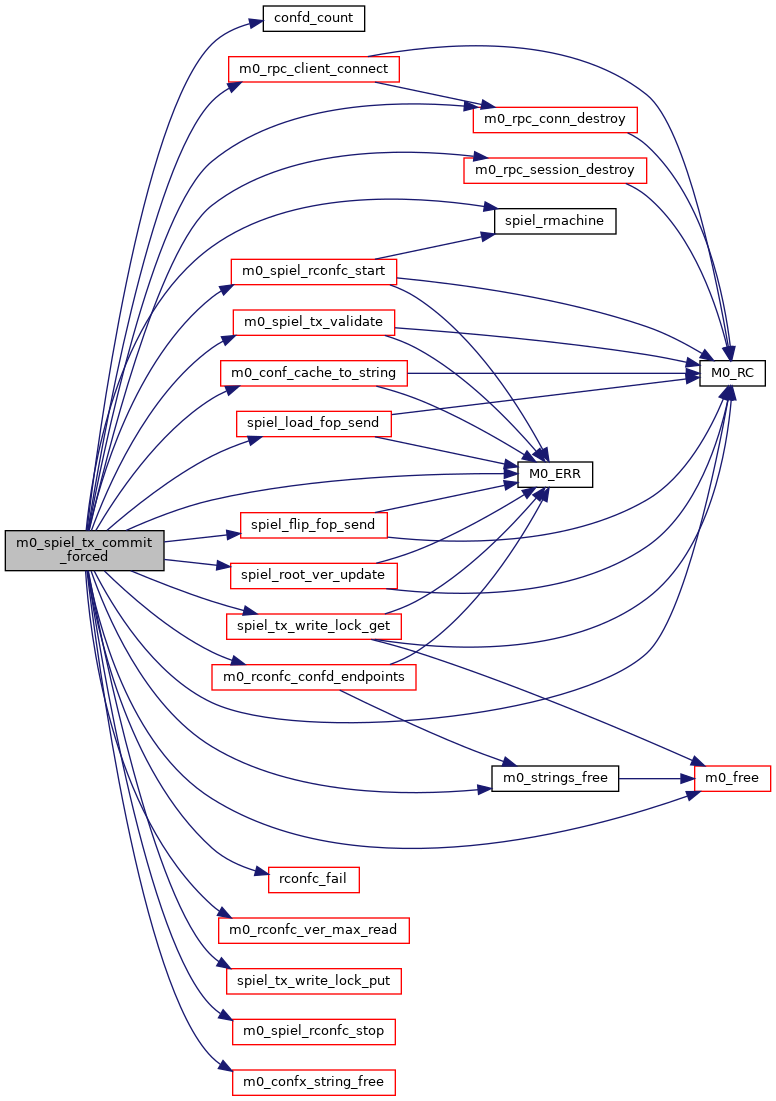 confd_count
m0_rpc_client_connect
m0_rpc_conn_destroy
m0_rpc_session_destroy
spiel_rmachine
m0_spiel_rconfc_start
m0_spiel_tx_validate
m0_conf_cache_to_string
M0_RC
spiel_load_fop_send
M0_ERR
spiel_flip_fop_send
m0_spiel_tx_commit
_forced
spiel_root_ver_update
spiel_tx_write_lock_get
m0_rconfc_confd_endpoints
m0_strings_free
m0_free
rconfc_fail
m0_rconfc_ver_max_read
spiel_tx_write_lock_put
m0_spiel_rconfc_stop
m0_confx_string_free